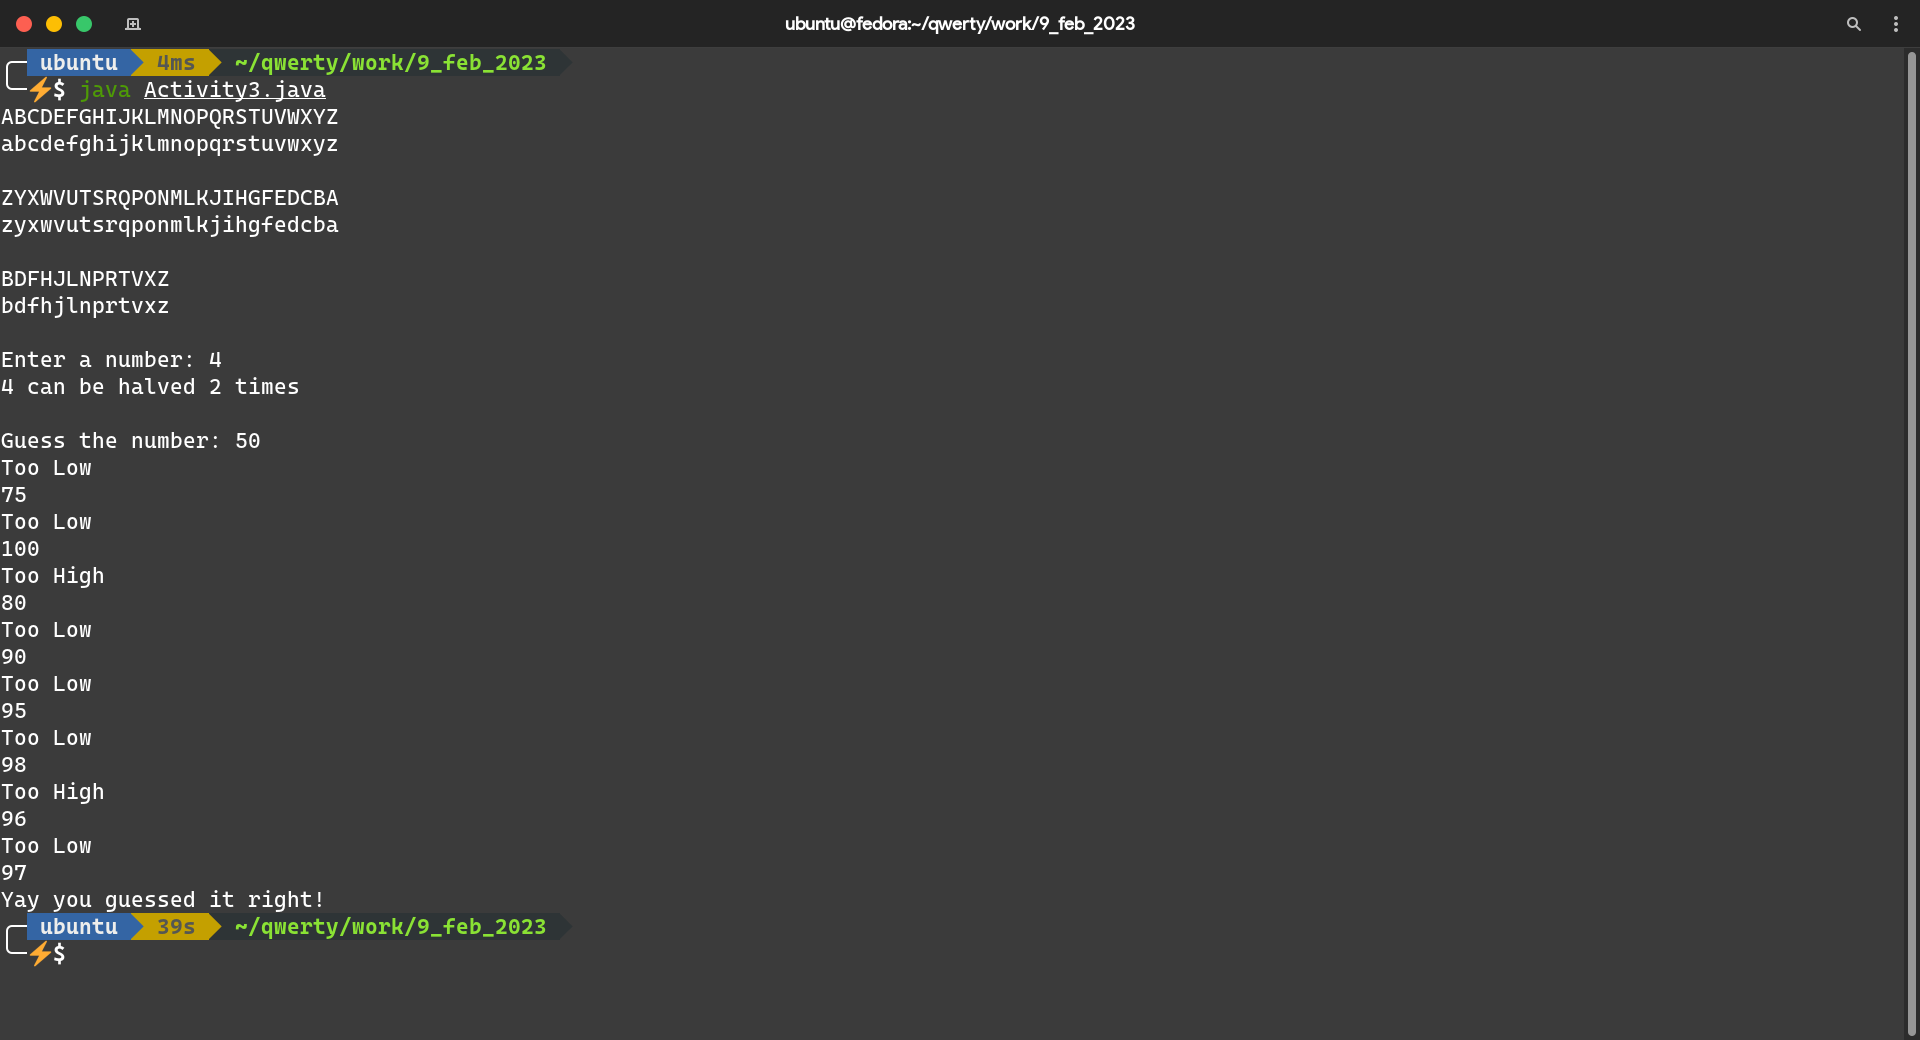 ubuntu@fedora:~/qwerty/work/9_feb_2023
ubuntu 4ms ~/qwerty/work/9_feb_2023
⚡$ java Activity3.java
ABCDEFGHIJKLMNOPQRSTUVWXYZ
abcdefghijklmnopqrstuvwxyz
ZYXWVUTSRQPONMLKJIHGFEDCBA
zyxwvutsrqponmlkjihgfedcba
BDFHJLNPRTVXZ
bdfhjlnprtvxz
Enter a number: 4
4 can be halved 2 times
Guess the number: 50
Too Low
75
Too Low
100
Too High
80
Too Low
90
Too Low
95
Too Low
98
Too High
96
Too Low
97
Yay you guessed it right!
ubuntu 39s ~/qwerty/work/9_feb_2023
⚡$